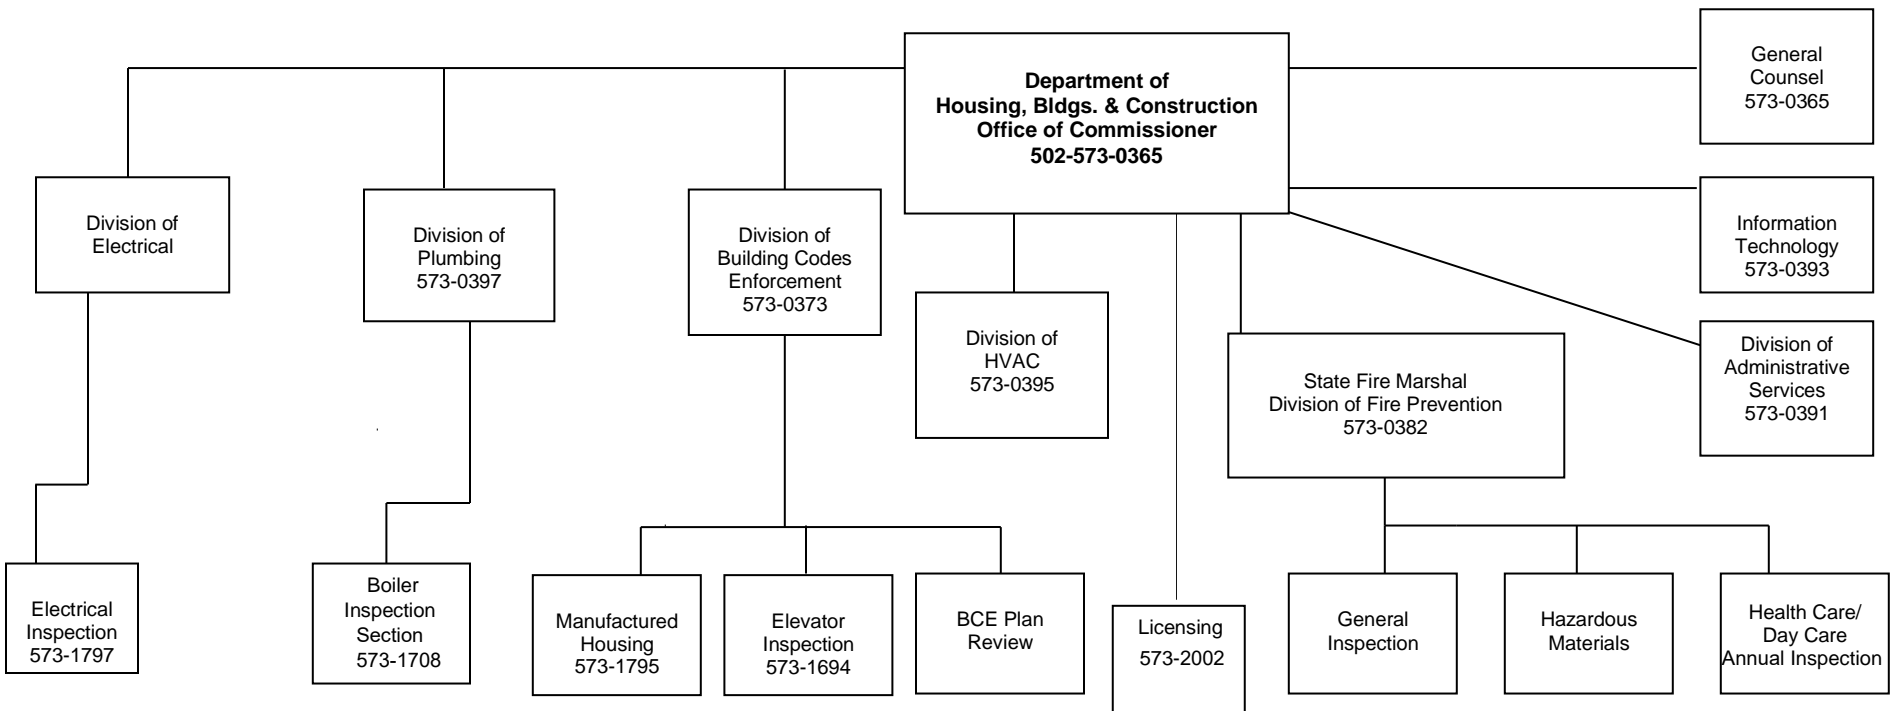 Department of
Housing, Bldgs. & Construction
Office of Commissioner
502-573-0365
General
Counsel
573-0365
Information
Technology
573-0393
Division of
Administrative
Services
573-0391
Division of
Electrical
Division of
Plumbing
573-0397
Division of
Building Codes
Enforcement
573-0373
Division of
HVAC
573-0395
State Fire Marshal
Division of Fire Prevention
573-0382
Electrical
Inspection
573-1797
Boiler
Inspection
Section
573-1708
Manufactured
Housing
573-1795
Elevator
Inspection
573-1694
BCE Plan
Review
Licensing
573-2002
General
Inspection
Hazardous
Materials
Health Care/
Day Care
Annual Inspection